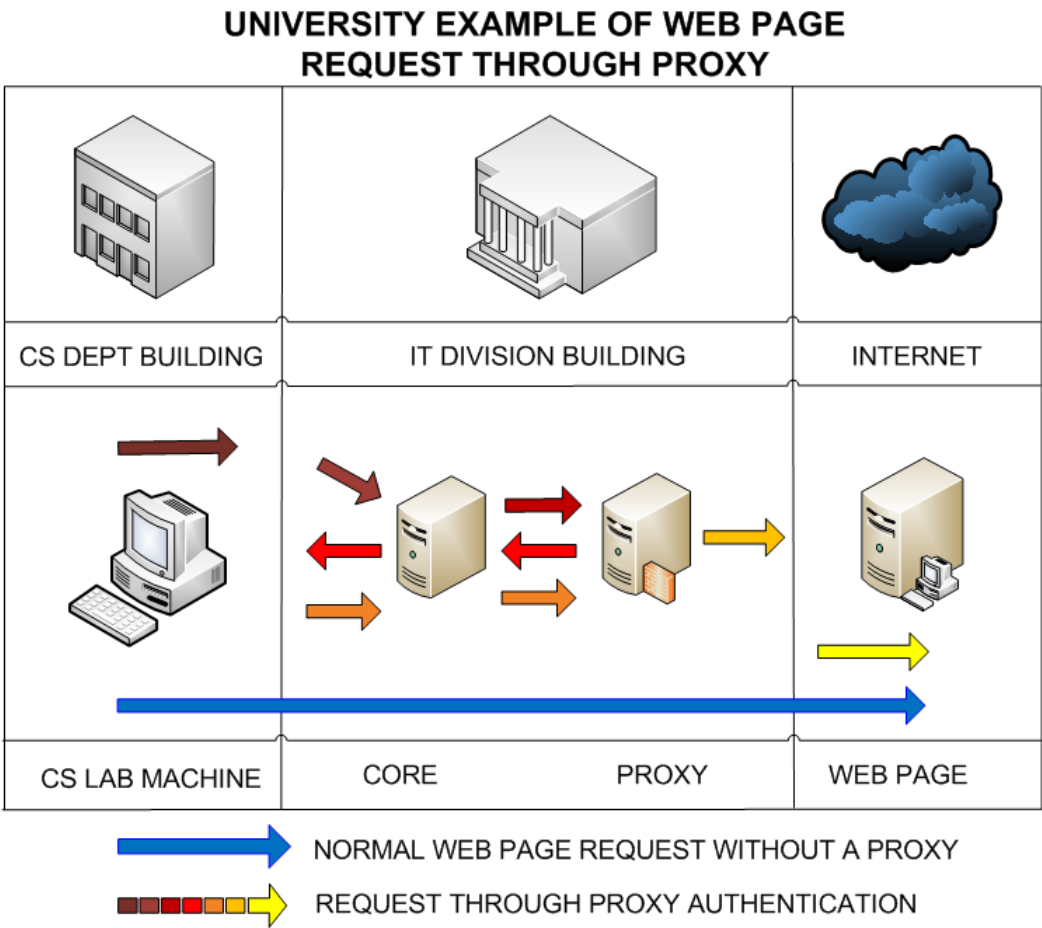 UNIVERSITY EXAMPLE OF WEB PAGE
REQUEST THROUGH PROXY
CS DEPT BUILDING
IT DIVISION BUILDING
INTERNET
CS LAB MACHINE
CORE
PROXY
WEB PAGE
NORMAL WEB PAGE REQUEST WITHOUT A PROXY
REQUEST THROUGH PROXY AUTHENTICATION